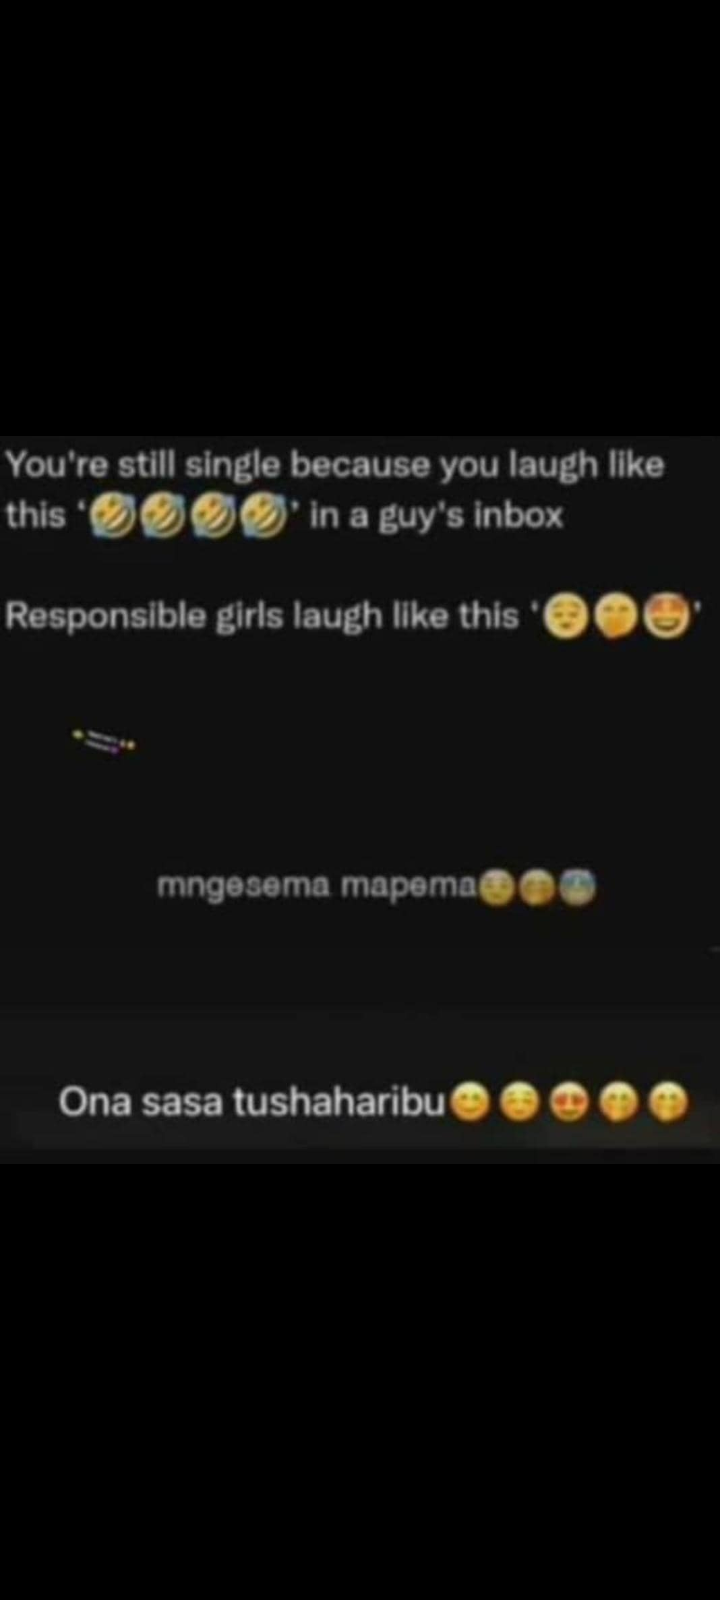 You're still single because you laugh like
this '🤣🤣🤣🤣' in a guy's inbox
Responsible girls laugh like this '😌🤭🤩'
mngesema mapema
Ona sasa tushaharibu😊☺️😍🤭🤭